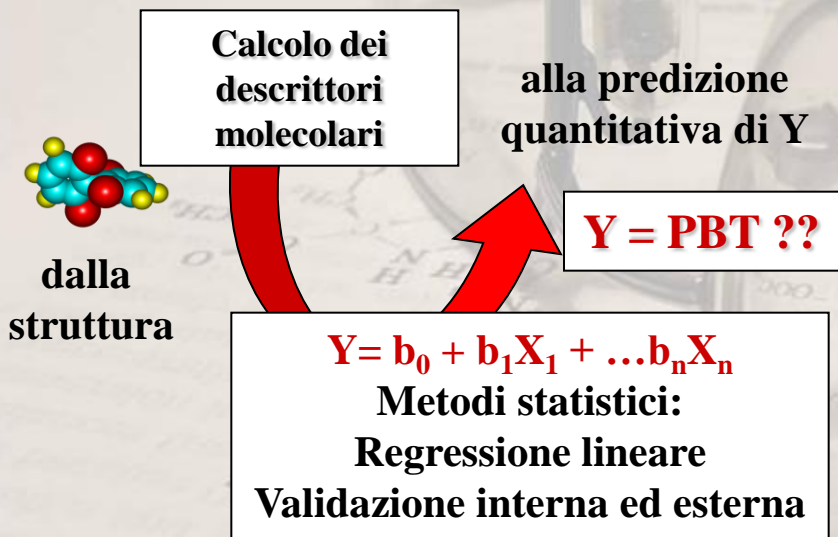 Calcolo dei
descrittori
molecolari
alla predizione
quantitativa di Y
Y = PBT ??
dalla
struttura
Y= b₀ + b₁X₁ + …bₙXₙ
Metodi statistici:
Regressione lineare
Validazione interna ed esterna